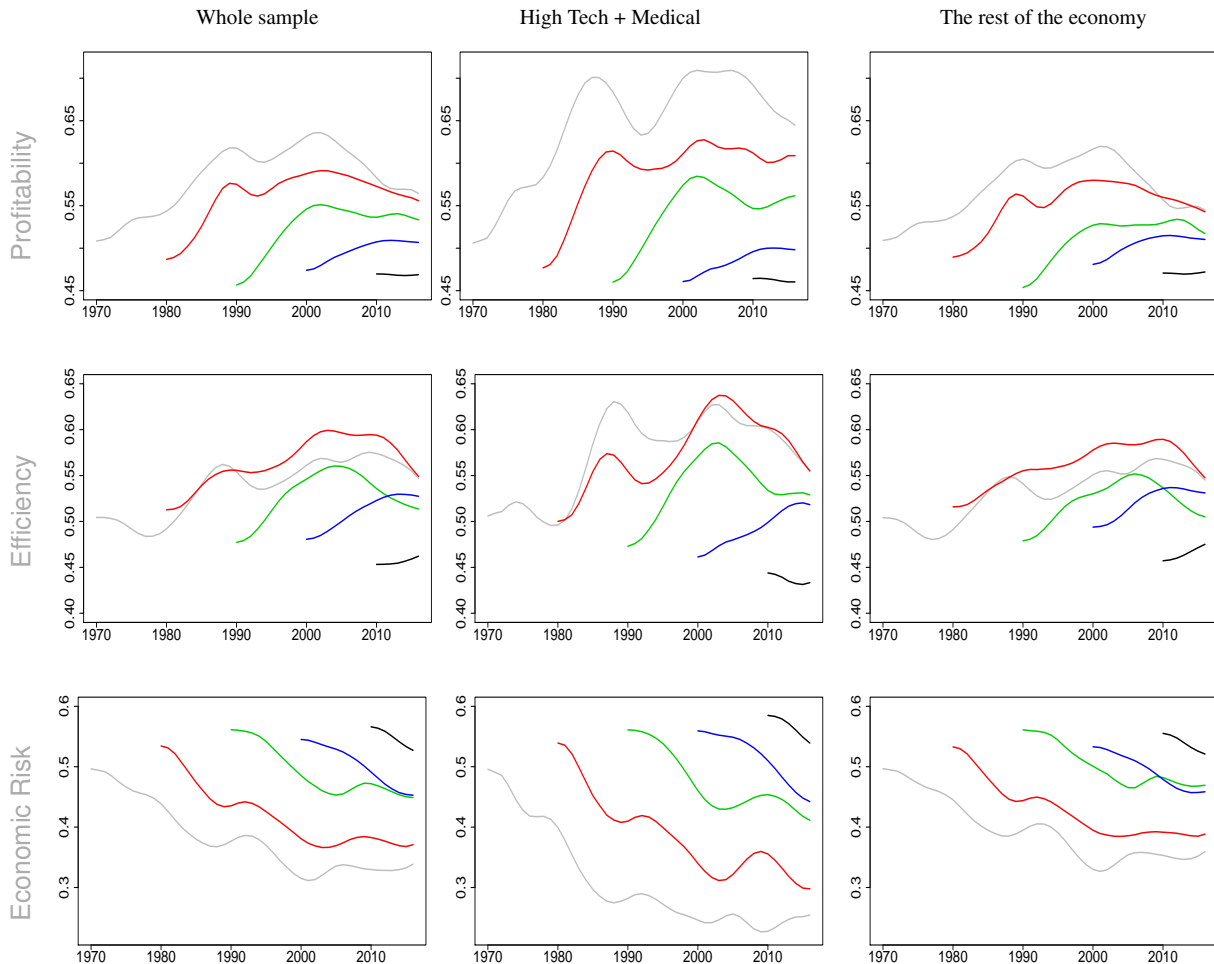 Whole sample
High Tech + Medical
The rest of the economy
Profitability
0.45 0.55 0.65
1970 1980 1990 2000 2010
0.45 0.55 0.65
1970 1980 1990 2000 2010
0.45 0.55 0.65
1970 1980 1990 2000 2010
Efficiency
0.40 0.45 0.50 0.55 0.60 0.65
1970 1980 1990 2000 2010
0.40 0.45 0.50 0.55 0.60 0.65
1970 1980 1990 2000 2010
0.40 0.45 0.50 0.55 0.60 0.65
1970 1980 1990 2000 2010
Economic Risk
0.3 0.4 0.5 0.6
1970 1980 1990 2000 2010
0.3 0.4 0.5 0.6
1970 1980 1990 2000 2010
0.3 0.4 0.5 0.6
1970 1980 1990 2000 2010